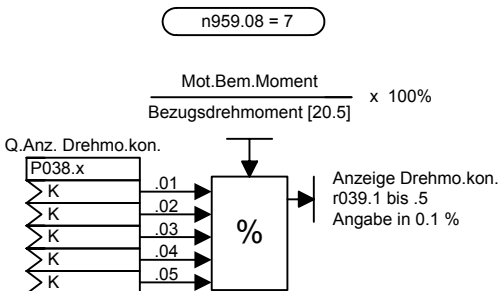 n959.08 = 7
Mot.Bem.Moment
Bezugsdrehmoment [20.5]
x 100%
Q.Anz. Drehmo.kon.
P038.x
K
.01
K
.02
K
.03
K
.04
K
.05
%
Anzeige Drehmo.kon.
r039.1 bis .5
Angabe in 0.1 %